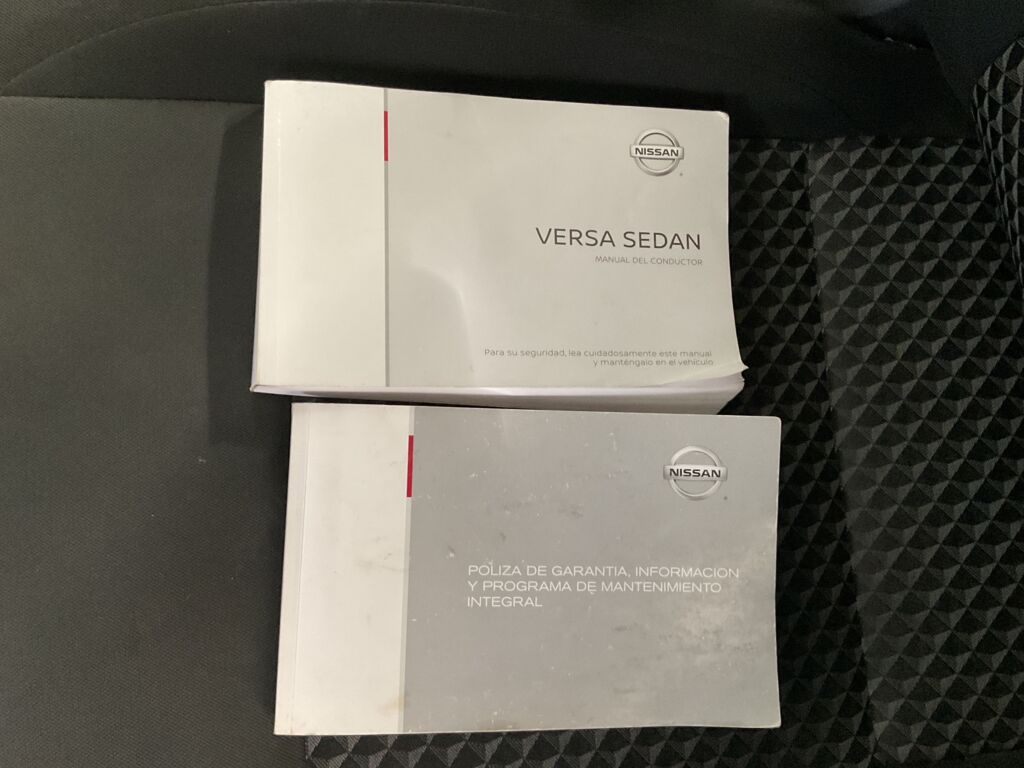 NISSAN
VERSA SEDAN
MANUAL DEL CONDUCTOR
Para su seguridad, lea cuidadosamente este manual
y manténgalo en el vehículo
NISSAN
POLIZA DE GARANTIA, INFORMACION
Y PROGRAMA DE MANTENIMIENTO
INTEGRAL